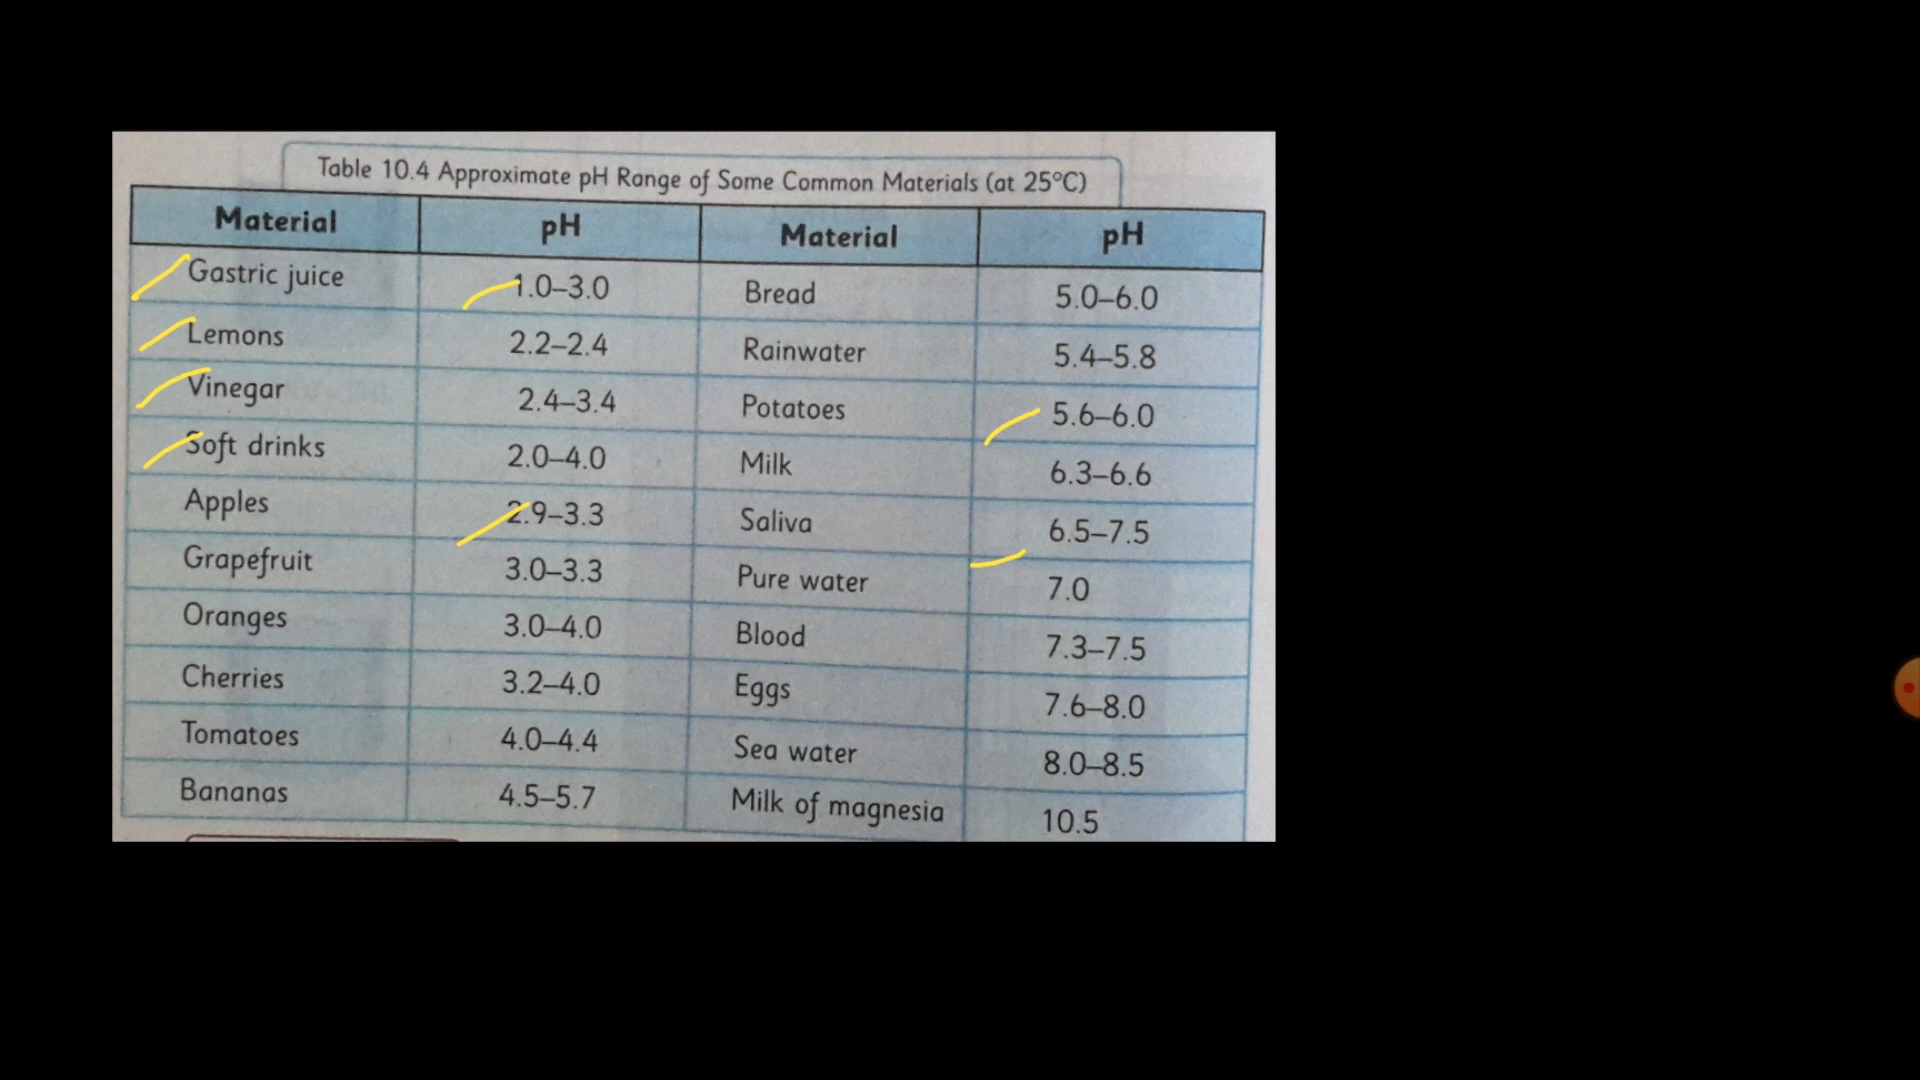 Table 10.4 Approximate pH Range of Some Common Materials (at 25°C)
Material pH Material pH
Gastric juice 1.0–3.0 Bread 5.0–6.0
Lemons 2.2–2.4 Rainwater 5.4–5.8
Vinegar 2.4–3.4 Potatoes 5.6–6.0
Soft drinks 2.0–4.0 Milk 6.3–6.6
Apples 2.9–3.3 Saliva 6.5–7.5
Grapefruit 3.0–3.3 Pure water 7.0
Oranges 3.0–4.0 Blood 7.3–7.5
Cherries 3.2–4.0 Eggs 7.6–8.0
Tomatoes 4.0–4.4 Sea water 8.0–8.5
Bananas 4.5–5.7 Milk of magnesia 10.5